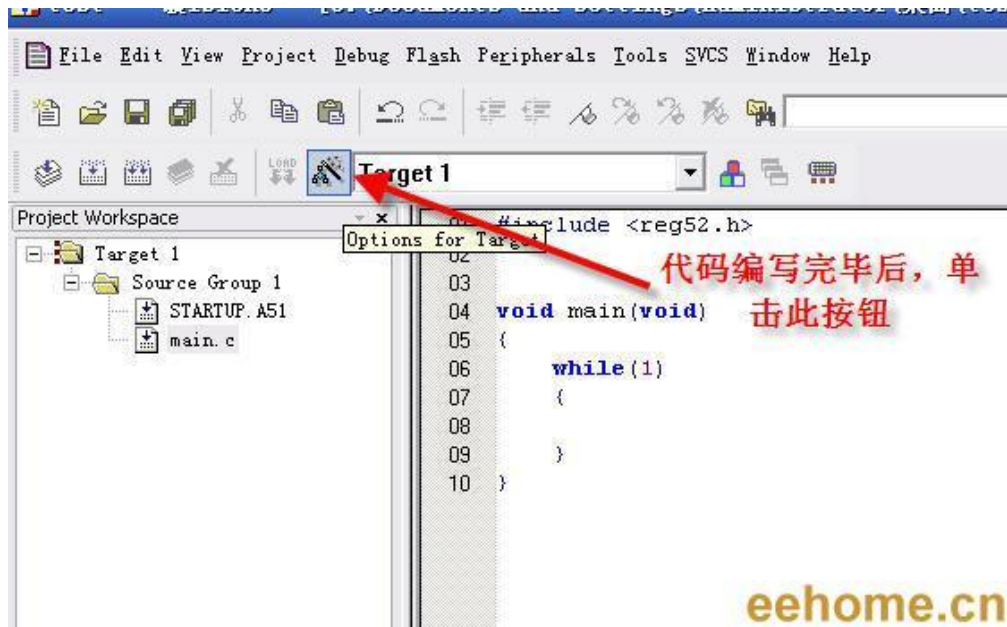 File Edit View Project Debug Flash Peripherals Tools SVCS Window Help
LOAD
Target 1
Project Workspace
Options for Target
Target 1
Source Group 1
STARTUP.A51
main.c
#include <reg52.h>
02
03
04 void main(void)
05 {
06 while(1)
07 {
08
09 }
10 }
代码编写完毕后，单
击此按钮
eehome.cn